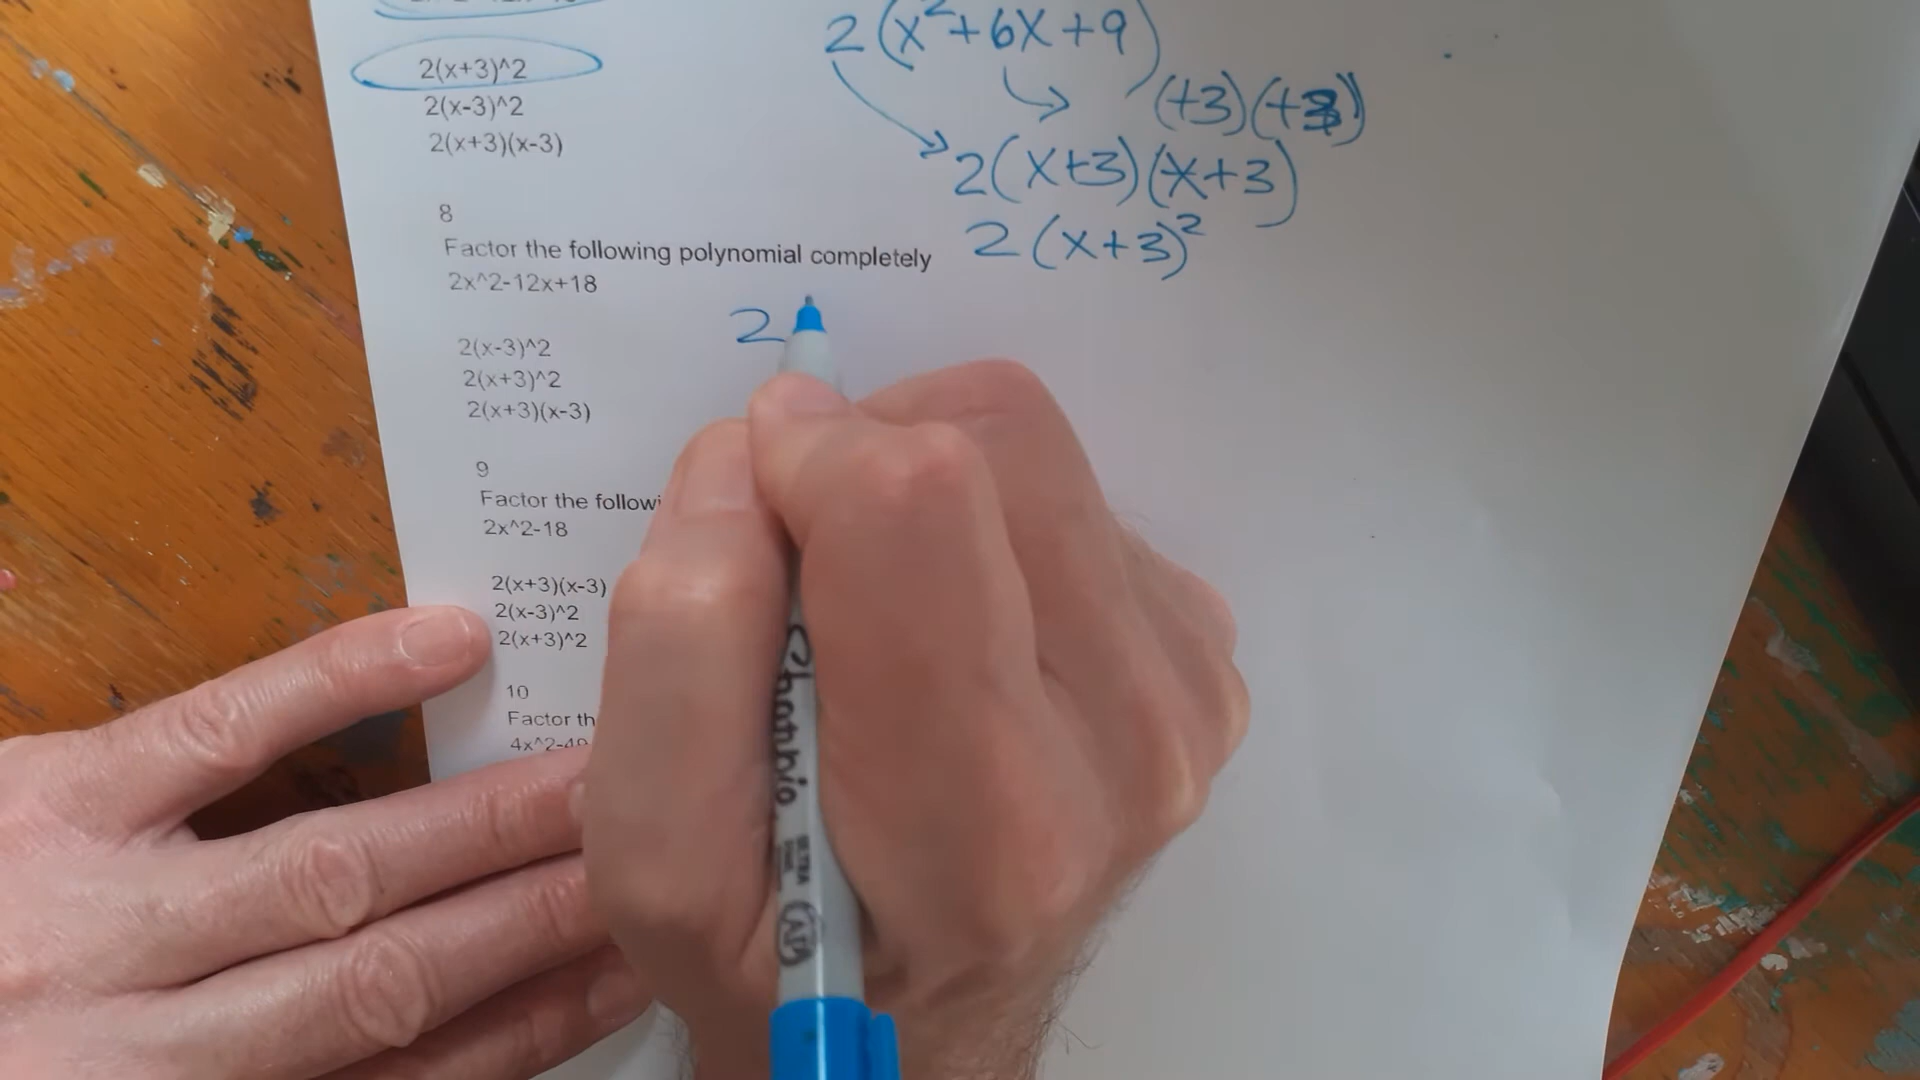 2(x+3)^2
2(x-3)^2
2(x+3)(x-3)
2(x²+6x+9)
(+3)(+3)
2(x+3)(x+3)
2(x+3)²
8
Factor the following polynomial completely
2x^2-12x+18
2
2(x-3)^2
2(x+3)^2
2(x+3)(x-3)
9
Factor the
2x^2-18
2(x+3)(x-3)
2(x-3)^2
2(x+3)^2
10
Factor
ULTRA FINE
AP